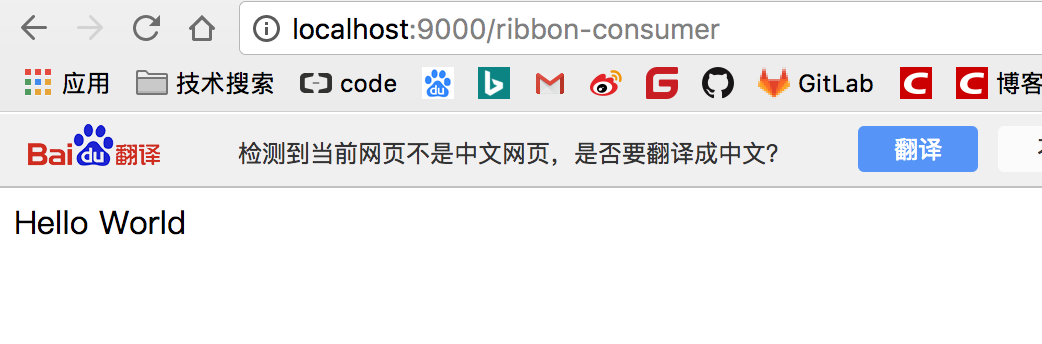 localhost:9000/ribbon-consumer
应用 技术搜索 code du GitLab 博客
Bai du 翻译 检测到当前网页不是中文网页，是否要翻译成中文？ 翻译
Hello World